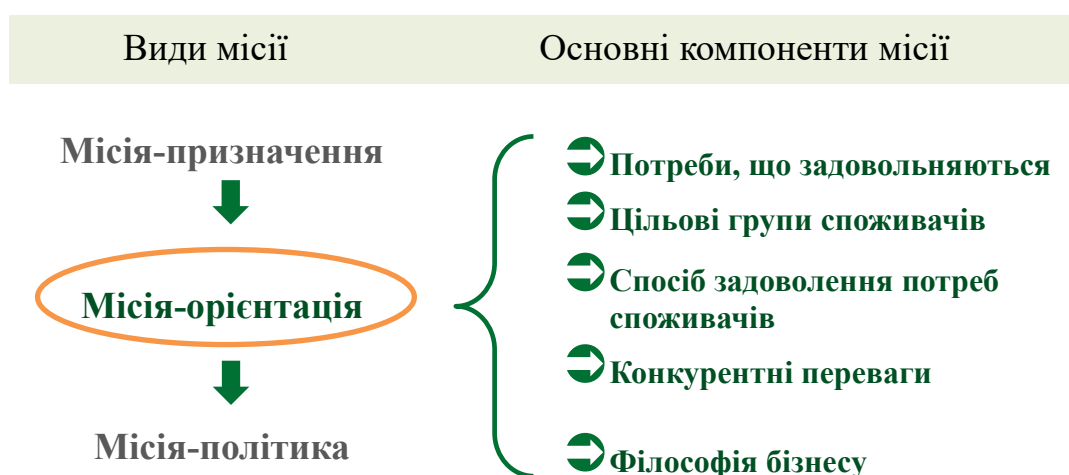 Види місії
Основні компоненти місії
Місія-призначення
Місія-орієнтація
Місія-політика
Потреби, що задовольняються
Цільові групи споживачів
Спосіб задоволення потреб
споживачів
Конкурентні переваги
Філософія бізнесу